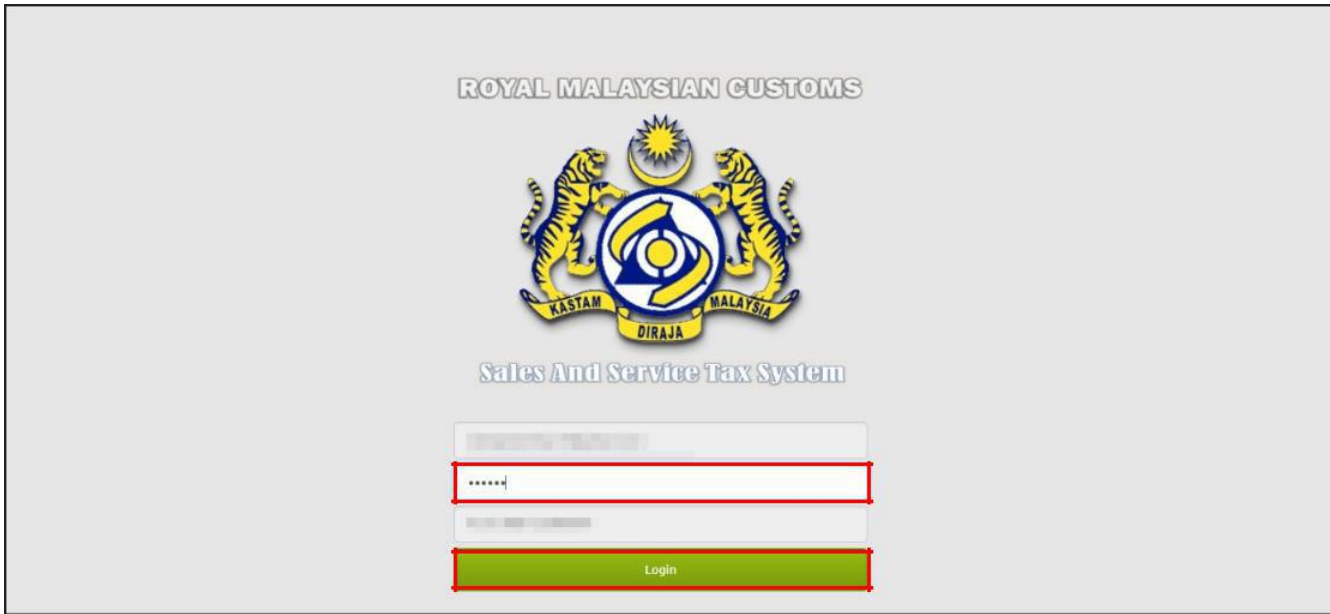 ROYAL MALAYSIAN CUSTOMS
KASTAM DIRAJA MALAYSIA
Sales And Service Tax System
••••••
Login